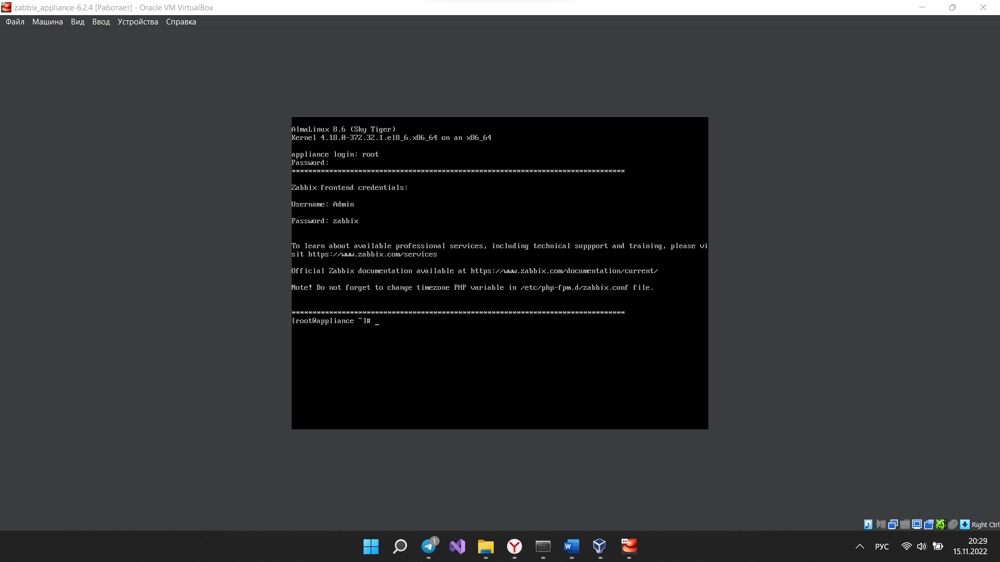 zabbix_appliance-6.2.4 [Работает] - Oracle VM VirtualBox
Файл Машина Вид Ввод Устройства Справка
AlmaLinux 8.6 (Sky Tiger)
Kernel 4.18.0-372.32.1.el8_6.x86_64 on an x86_64
appliance login: root
Password:
********************************************************************************
Zabbix frontend credentials:
Username: Admin
Password: zabbix
To learn about available professional services, including technical suppport and training, please vi
sit https://www.zabbix.com/services
Official Zabbix documentation available at https://www.zabbix.com/documentation/current/
Note! Do not forget to change timezone PHP variable in /etc/php-fpm.d/zabbix.conf file.
********************************************************************************
[root@appliance ~]# _
Right Ctrl
1
64
РУС
20:29
15.11.2022